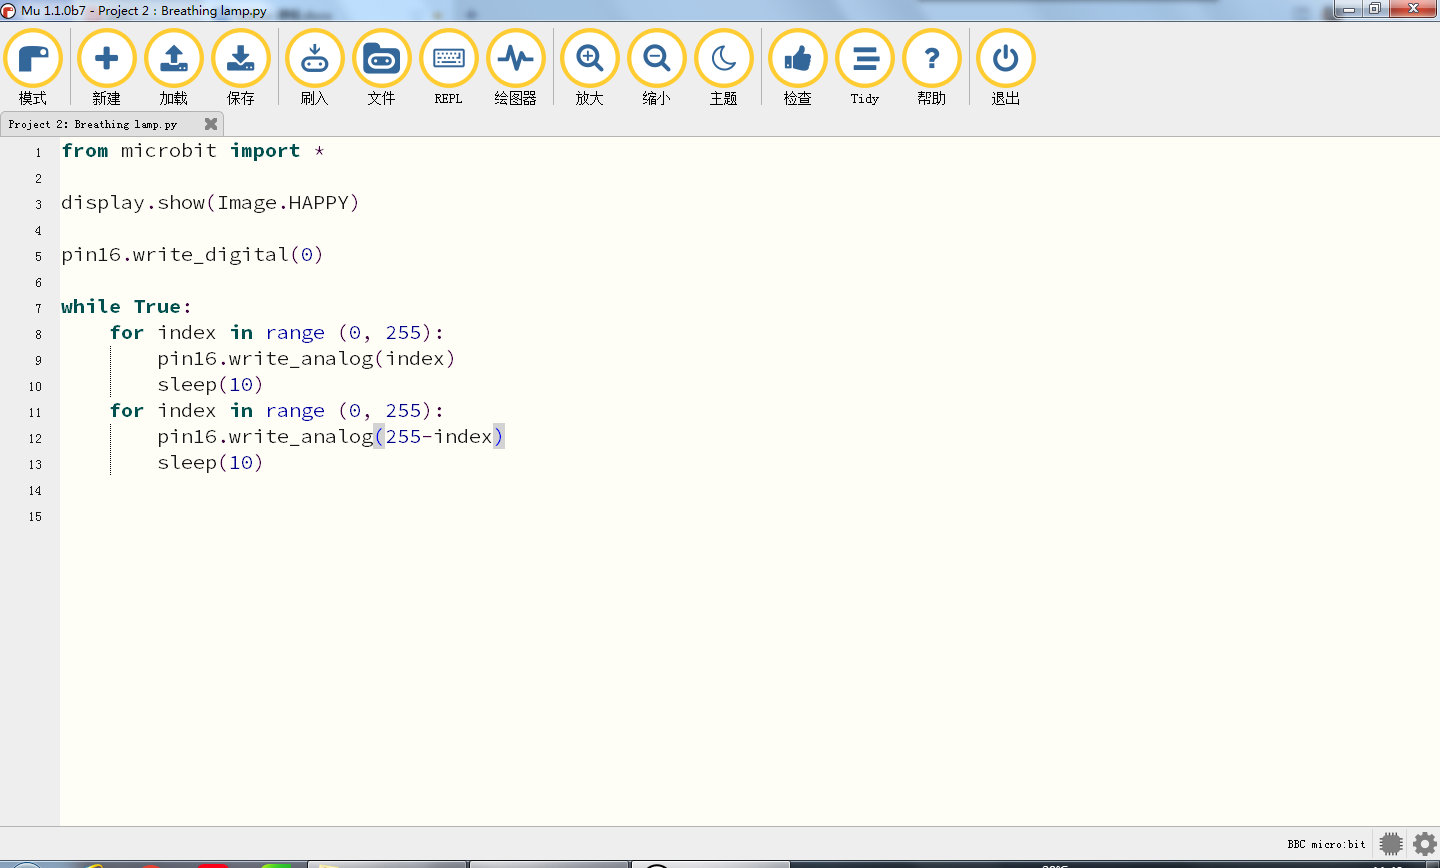 Mu 1.1.0b7 - Project 2：Breathing lamp.py
模式 新建 加载 保存 刷入 文件 REPL 绘图器 放大 缩小 主题 检查 Tidy 帮助 退出
Project 2: Breathing lamp.py
1 from microbit import *
2
3 display.show(Image.HAPPY)
4
5 pin16.write_digital(0)
6
7 while True:
8 for index in range (0, 255):
9 pin16.write_analog(index)
10 sleep(10)
11 for index in range (0, 255):
12 pin16.write_analog(255-index)
13 sleep(10)
14
15
BBC micro:bit